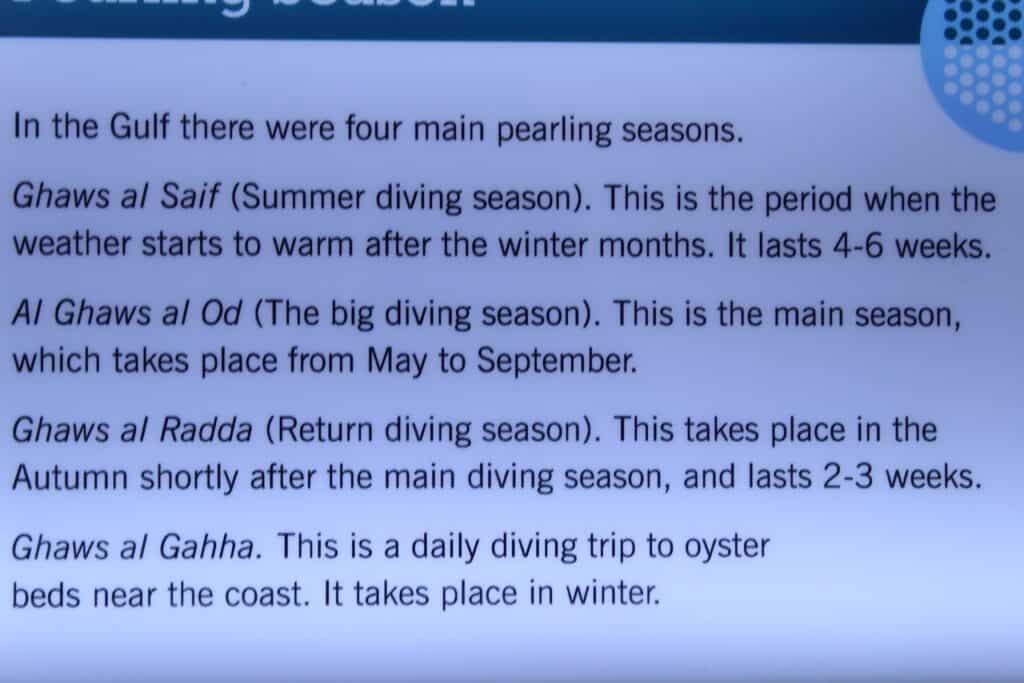 Pearling Season
In the Gulf there were four main pearling seasons.
Ghaws al Saif (Summer diving season). This is the period when the
weather starts to warm after the winter months. It lasts 4-6 weeks.
Al Ghaws al Od (The big diving season). This is the main season,
which takes place from May to September.
Ghaws al Radda (Return diving season). This takes place in the
Autumn shortly after the main diving season, and lasts 2-3 weeks.
Ghaws al Gahha. This is a daily diving trip to oyster
beds near the coast. It takes place in winter.